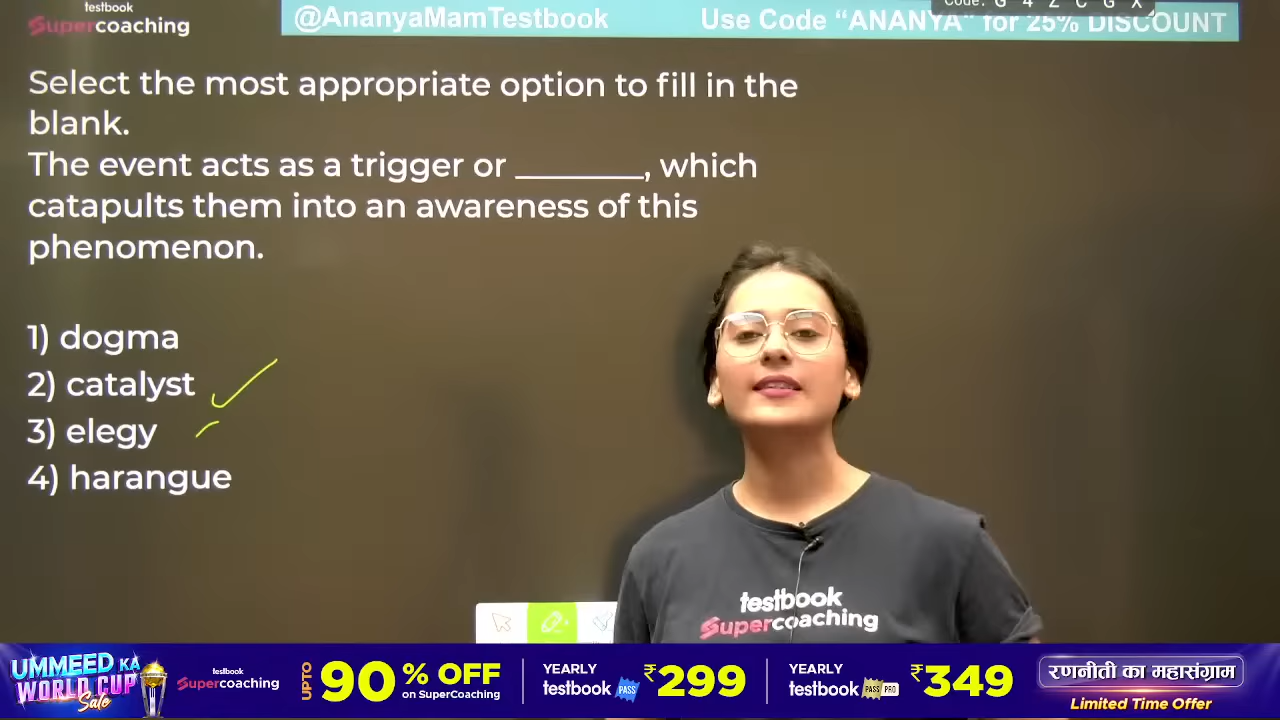 testbook
Supercoaching
@AnanyaMamTestbook
Use Code “ANANYA” for 25% DISCOUNT
Code: G 4 Z C G X
Select the most appropriate option to fill in the
blank.
The event acts as a trigger or ________, which
catapults them into an awareness of this
phenomenon.
1) dogma
2) catalyst
3) elegy
4) harangue
testbook
Supercoaching
UMMEED KA
WORLD CUP
Sale
testbook
Supercoaching
UPTO
90% OFF
on SuperCoaching
YEARLY
testbook PASS
₹299
YEARLY
testbook PASS PRO
₹349
रणनीती का महासंग्राम
Limited Time Offer